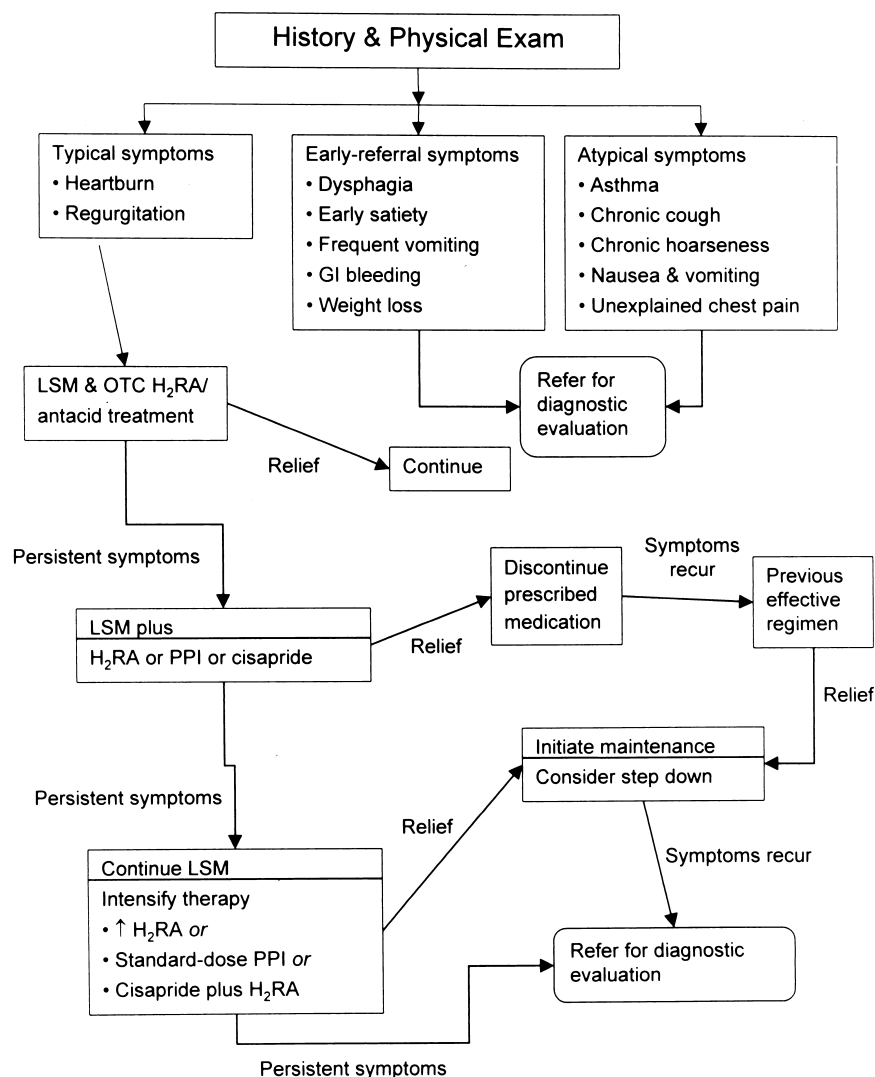 History & Physical Exam
Typical symptoms
• Heartburn
• Regurgitation
Early-referral symptoms
• Dysphagia
• Early satiety
• Frequent vomiting
• GI bleeding
• Weight loss
Atypical symptoms
• Asthma
• Chronic cough
• Chronic hoarseness
• Nausea & vomiting
• Unexplained chest pain
Refer for
diagnostic
evaluation
LSM & OTC H₂RA/
antacid treatment
Relief
Continue
Persistent symptoms
LSM plus
H₂RA or PPI or cisapride
Relief
Discontinue
prescribed
medication
Symptoms
recur
Previous
effective
regimen
Relief
Initiate maintenance
Consider step down
Persistent symptoms
Relief
Symptoms recur
Continue LSM
Intensify therapy
• ↑ H₂RA or
• Standard-dose PPI or
• Cisapride plus H₂RA
Refer for diagnostic
evaluation
Persistent symptoms